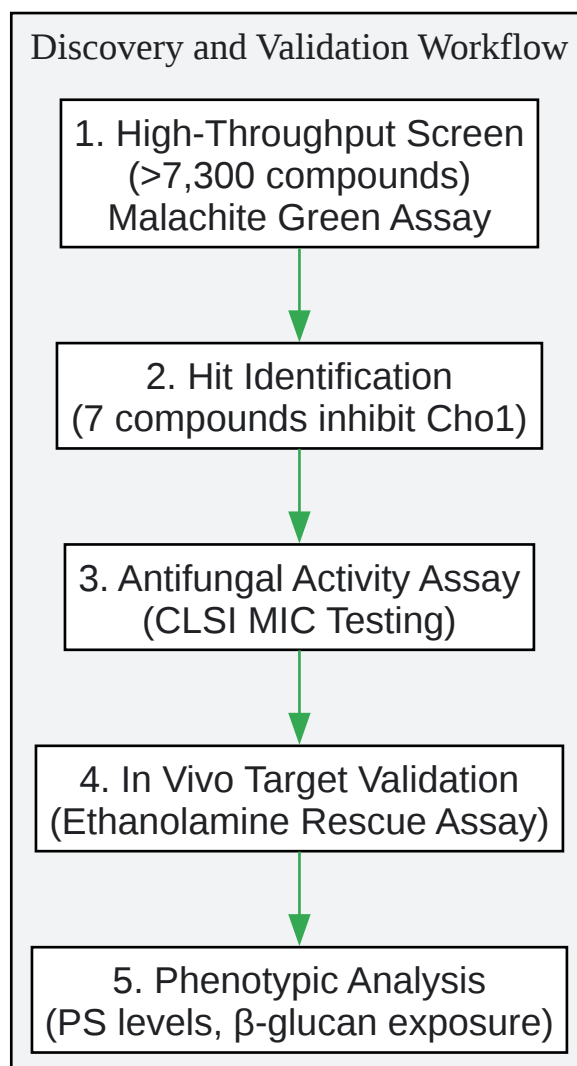 Discovery and Validation Workflow
1. High-Throughput Screen
(>7,300 compounds)
Malachite Green Assay
2. Hit Identification
(7 compounds inhibit Cho1)
3. Antifungal Activity Assay
(CLSI MIC Testing)
4. In Vivo Target Validation
(Ethanolamine Rescue Assay)
5. Phenotypic Analysis
(PS levels, β-glucan exposure)